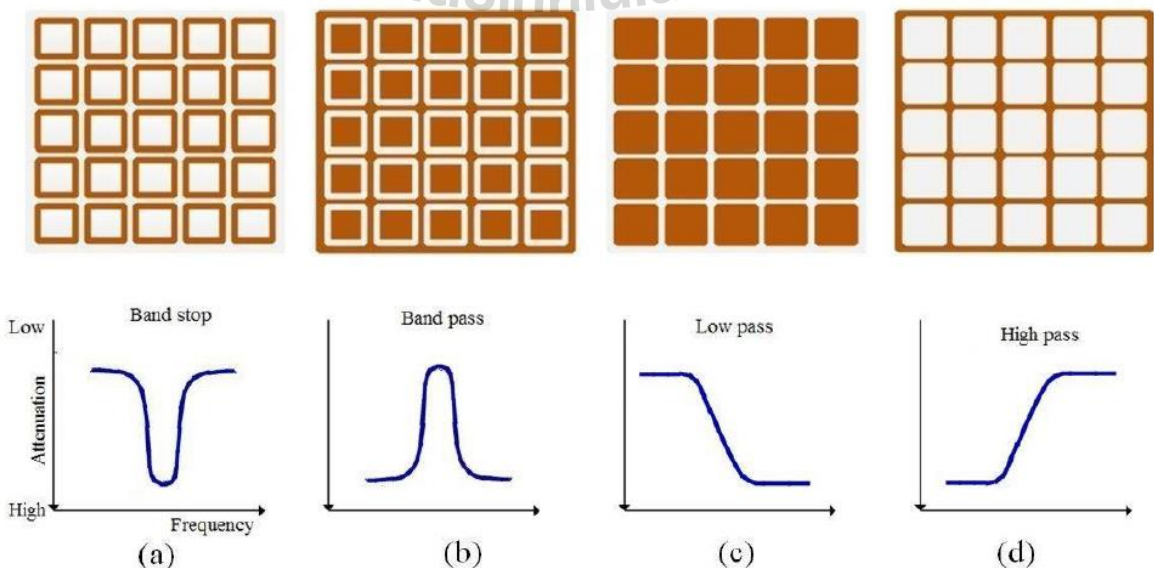 Band stop
Band pass
Low pass
High pass
Low
Attenuation
High
Frequency
(a)
(b)
(c)
(d)